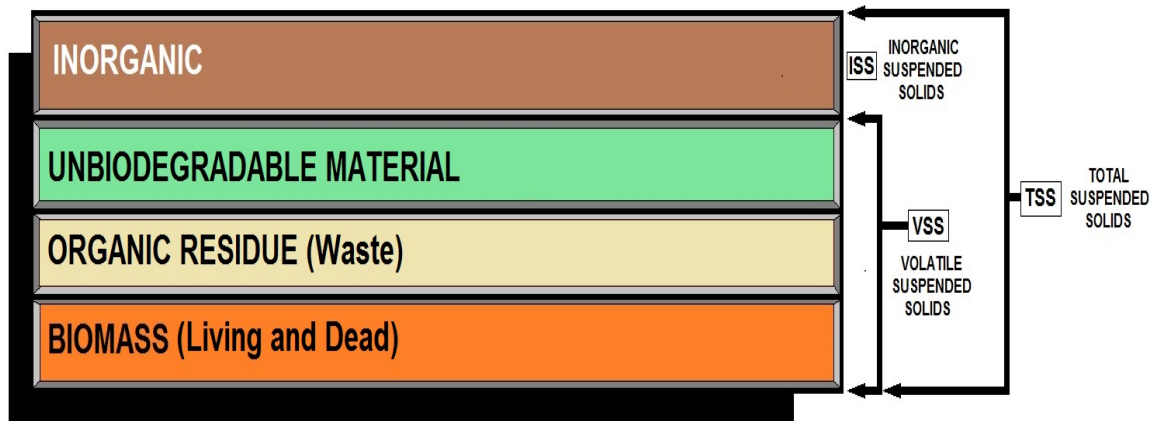 INORGANIC
ISS
INORGANIC
SUSPENDED
SOLIDS
UNBIODEGRADABLE MATERIAL
ORGANIC RESIDUE (Waste)
BIOMASS (Living and Dead)
VSS
VOLATILE
SUSPENDED
SOLIDS
TSS
TOTAL
SUSPENDED
SOLIDS